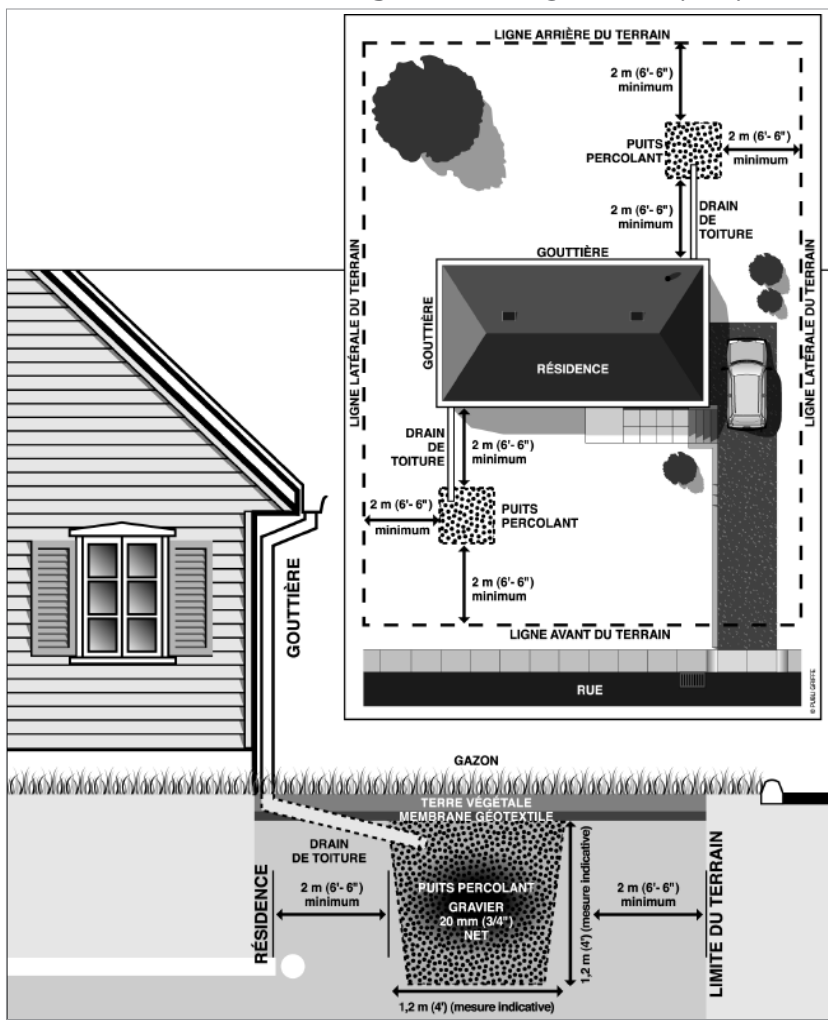 LIGNE ARRIÈRE DU TERRAIN
2 m (6'- 6")
minimum
PUITS
PERCOLANT
2 m (6'- 6")
minimum
2 m (6'- 6")
minimum
DRAIN
DE
TOITURE
GOUTTIÈRE
GOUTTIÈRE
LIGNE LATÉRALE DU TERRAIN
LIGNE LATÉRALE DU TERRAIN
RÉSIDENCE
DRAIN
DE
TOITURE
2 m (6'- 6")
minimum
2 m (6'- 6")
minimum
PUITS
PERCOLANT
2 m (6'- 6")
minimum
LIGNE AVANT DU TERRAIN
RUE
© PUBLI GRIFFE
GOUTTIÈRE
GAZON
TERRE VÉGÉTALE
MEMBRANE GÉOTEXTILE
DRAIN
DE TOITURE
RÉSIDENCE
2 m (6'- 6")
minimum
PUITS PERCOLANT
GRAVIER
20 mm (3/4")
NET
1,2 m (4') (mesure indicative)
2 m (6'- 6")
minimum
LIMITE DU TERRAIN
1,2 m (4') (mesure indicative)